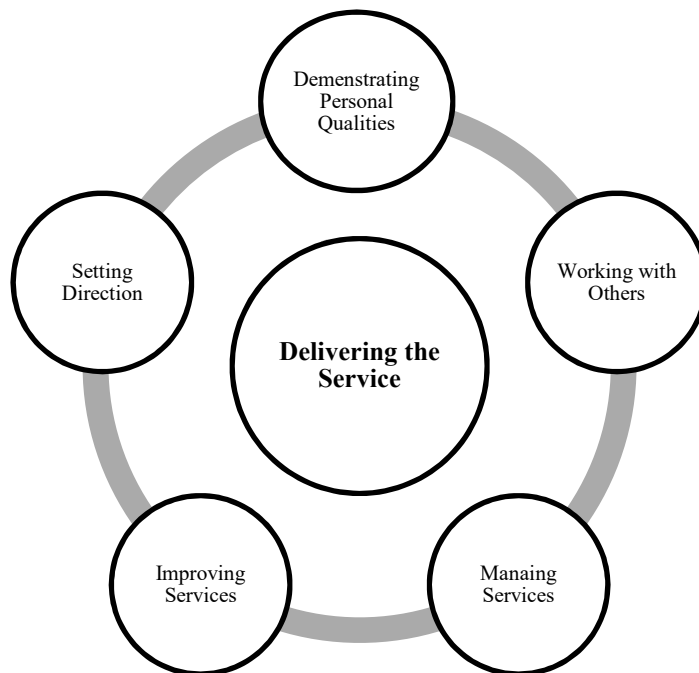 Demenstrating
Personal
Qualities
Setting
Direction
Working with
Others
Delivering the
Service
Improving
Services
Manaing
Services